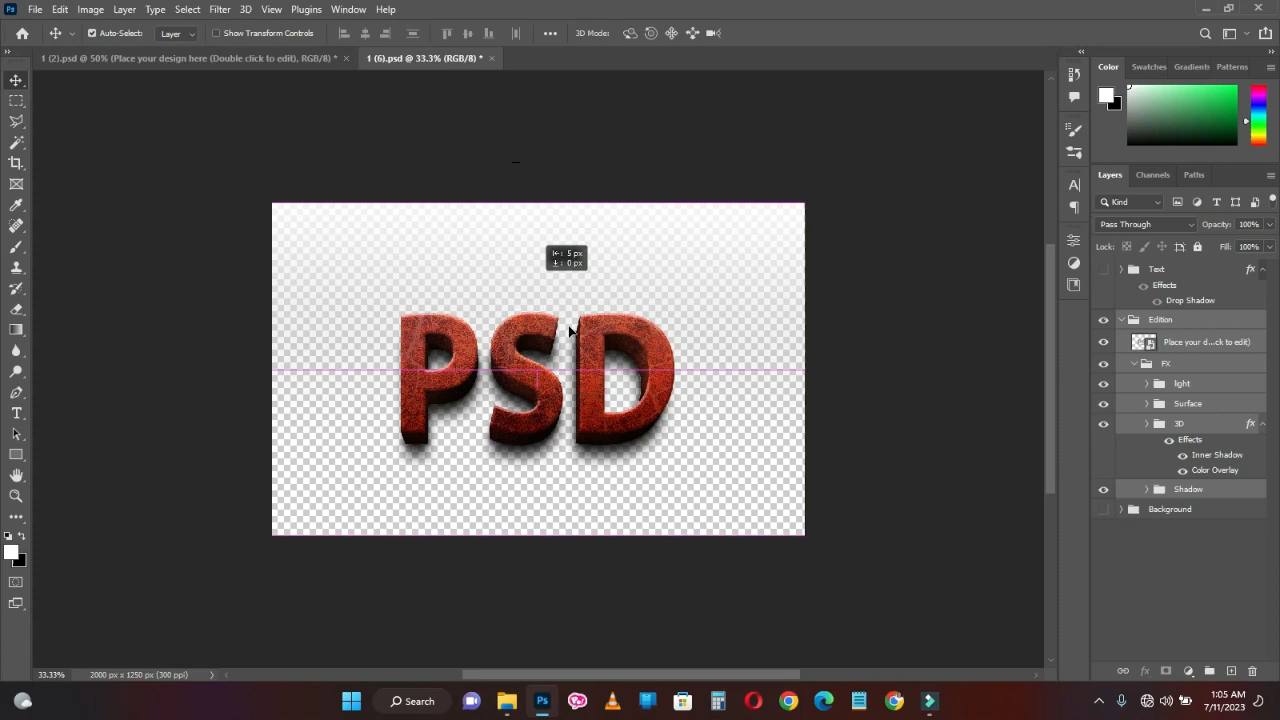 Ps File Edit Image Layer Type Select Filter 3D View Plugins Window Help
Auto-Select: Layer Show Transform Controls 3D Mode:
1 (2).psd @ 50% (Place your design here (Double click to edit), RGB/8) * × 1 (6).psd @ 33.3% (RGB/8) * ×
Color Swatches Gradients Patterns
Layers Channels Paths
Kind
Pass Through Opacity: 100%
Lock: Fill: 100%
Text fx
Effects
Drop Shadow
Edition
Place your d...ck to edit)
FX
light
Surface
3D fx
Effects
Inner Shadow
Color Overlay
Shadow
Background
: 5 px
: 0 px
PSD
33.33% 2000 px x 1250 px (300 ppi)
Search
1:05 AM
7/11/2023